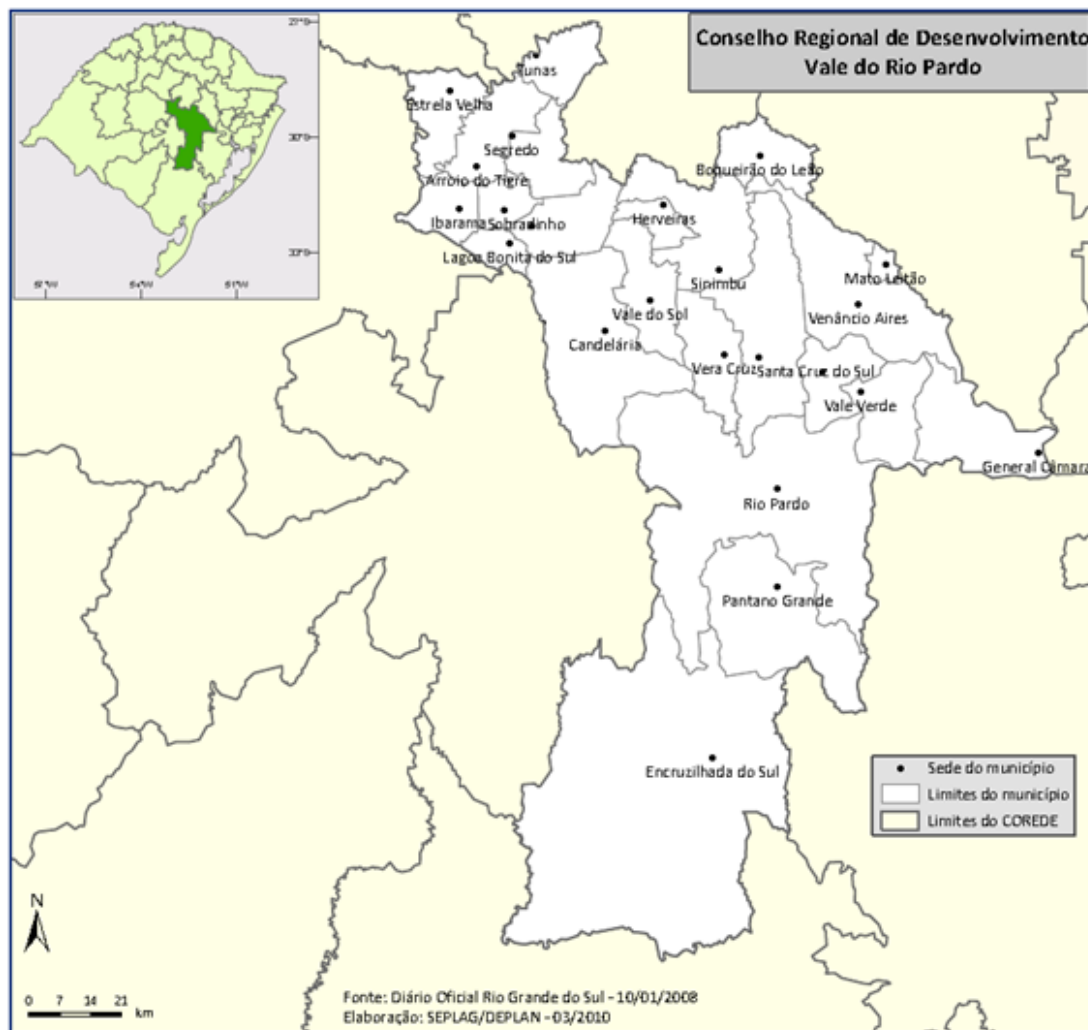 Conselho Regional de Desenvolvimento
Vale do Rio Pardo
Tunas
Estrela Velha
Segredo
Arroio do Tigre
Ibarama
Sobradinho
Lagoa Bonita do Sul
Boqueirão do Leão
Herveiras
Mato Leitão
Sinimbu
Vale do Sol
Venâncio Aires
Candelária
Vera Cruz
Santa Cruz do Sul
Vale Verde
General Câmara
Rio Pardo
Pantano Grande
Encruzilhada do Sul
Sede do município
Limites do município
Limites do COREDE
N
0 7 14 21
km
Fonte: Diário Oficial Rio Grande do Sul - 10/01/2008
Elaboração: SEPLAG/DEPLAN - 03/2010